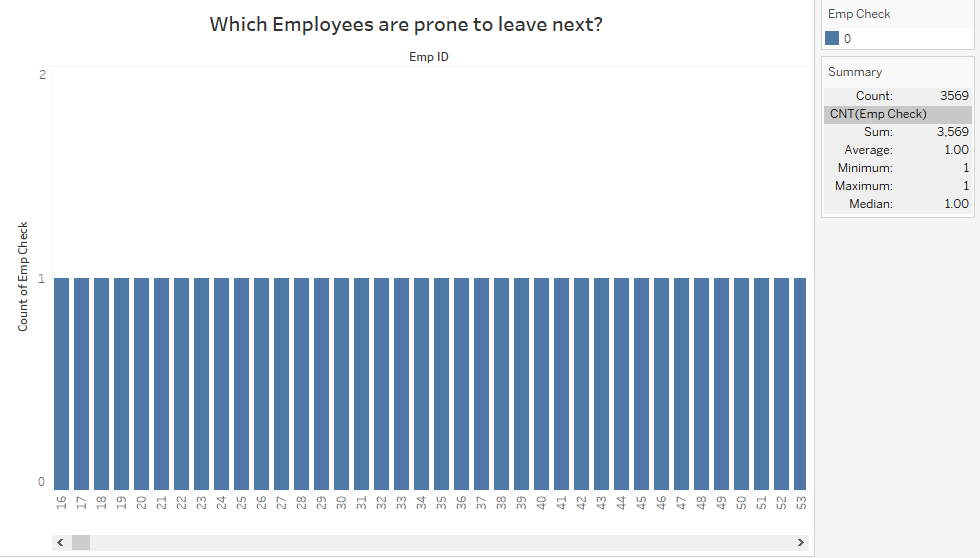 Which Employees are prone to leave next?
Emp ID
2
1
0
Count of Emp Check
16 17 18 19 20 21 22 23 24 25 26 27 28 29 30 31 32 33 34 35 36 37 38 39 40 41 42 43 44 45 46 47 48 49 50 51 52 53
Emp Check
0
Summary
Count: 3569
CNT(Emp Check)
Sum: 3,569
Average: 1.00
Minimum: 1
Maximum: 1
Median: 1.00